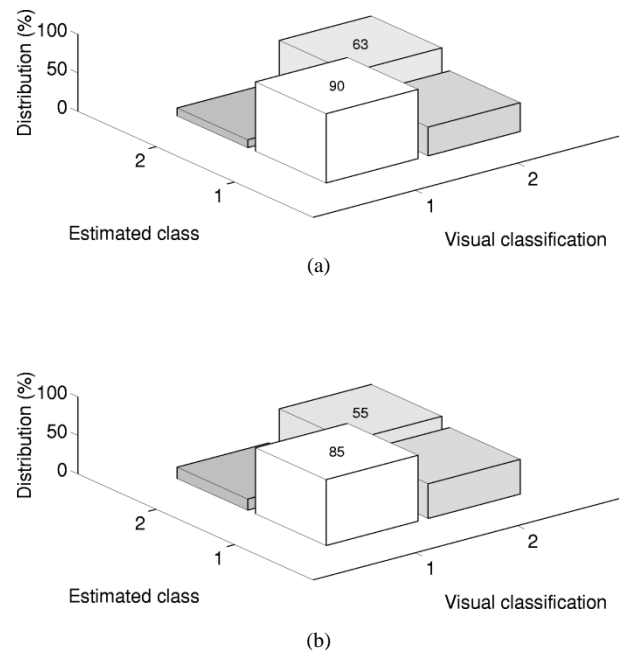 100
50
0
Distribution (%)
63
90
2
1
2
1
Estimated class
Visual classification
(a)
100
50
0
Distribution (%)
55
85
2
1
2
1
Estimated class
Visual classification
(b)